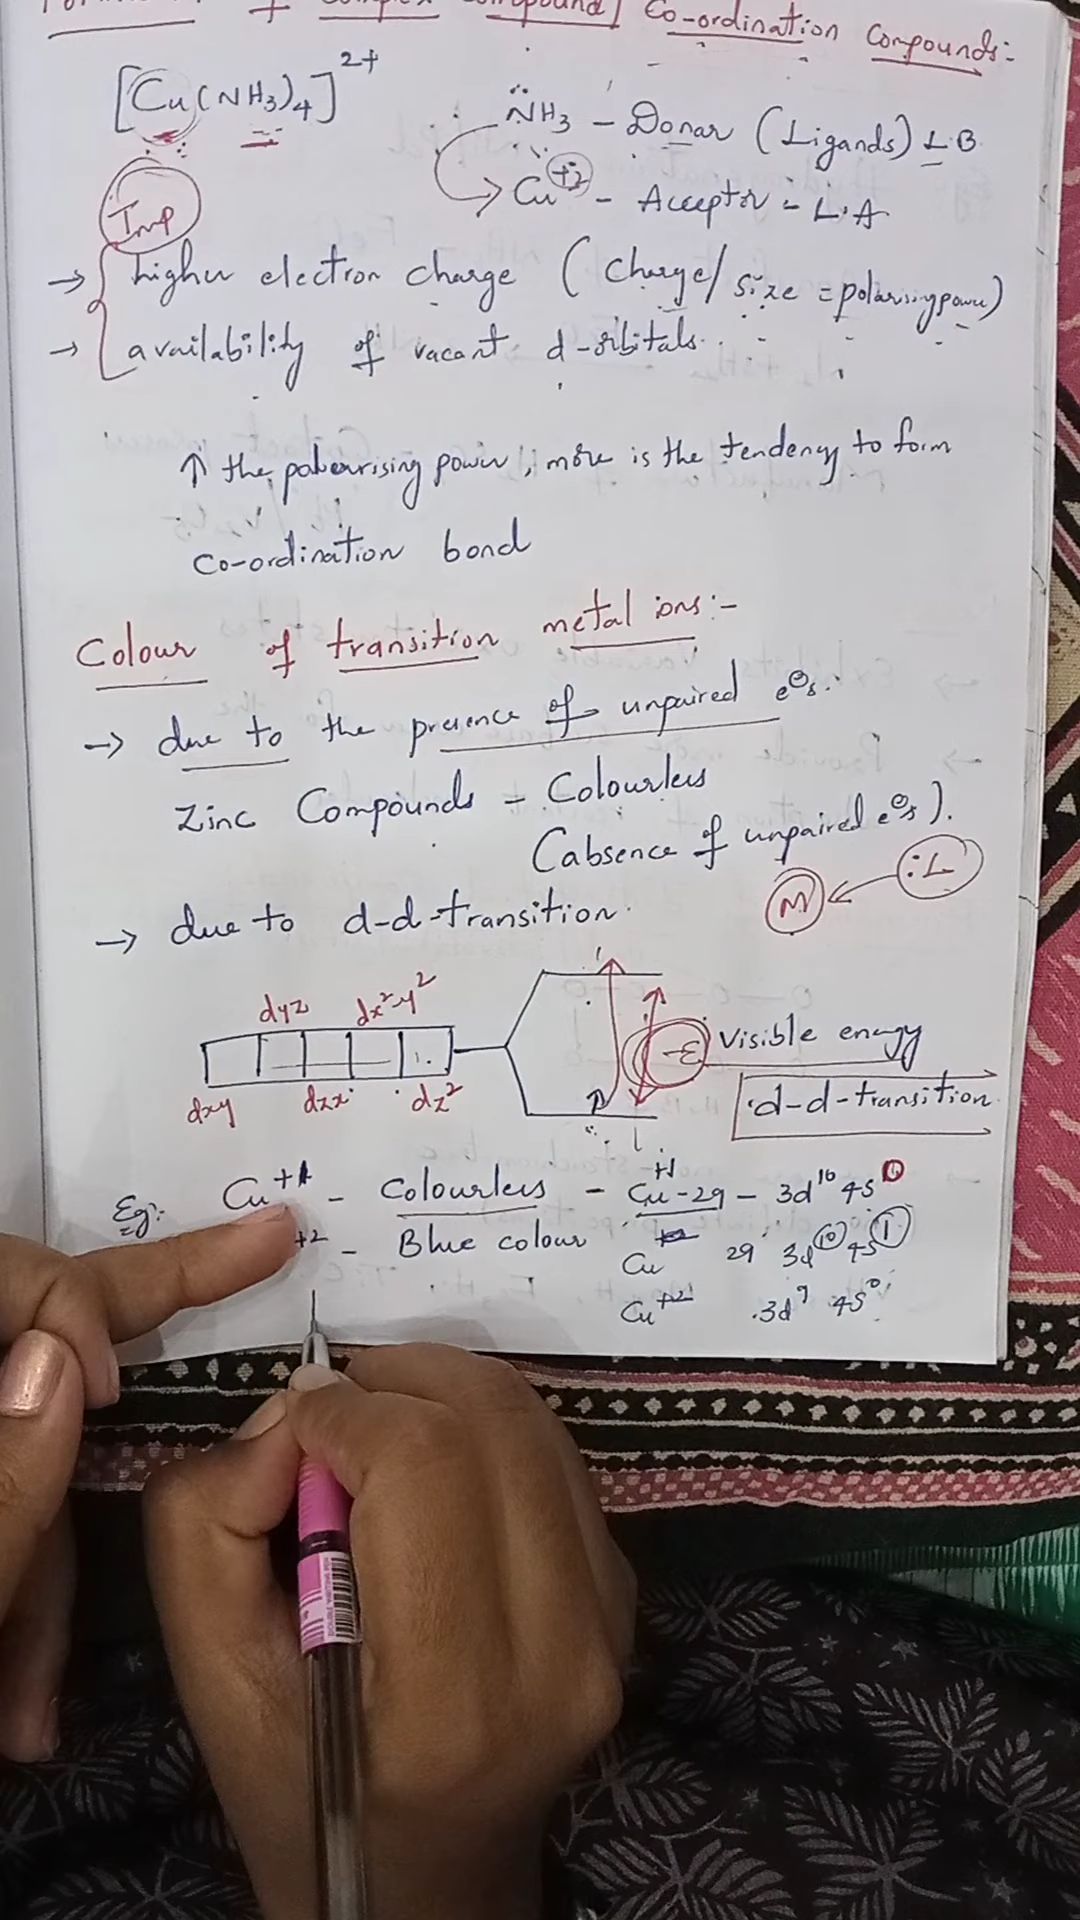 of Complex Compound / Co-ordination Compounds:-
[Cu(NH3)4]2+
N̈H3 - Donar (Ligands) L.B
Cu+2 - Acceptor - L.A
Imp
→ higher electron charge (charge/size = polarising power)
→ availability of vacant d-orbitals.
↑ the polarising power, more is the tendency to form
co-ordination bond
Colour of transition metal ions:-
→ due to the presence of unpaired e⊖s.
Zinc Compounds - Colourless
(absence of unpaired e⊖s).
M ← :L
→ due to d-d-transition.
dyz dx²-y²
dxy dzx dz²
-E Visible energy
d-d-transition
Eg: Cu+1 - Colourless - Cu+1-29 - 3d10 4s0
+2 - Blue colour Cu 29 3d10 4s1
Cu+2 3d9 4s0